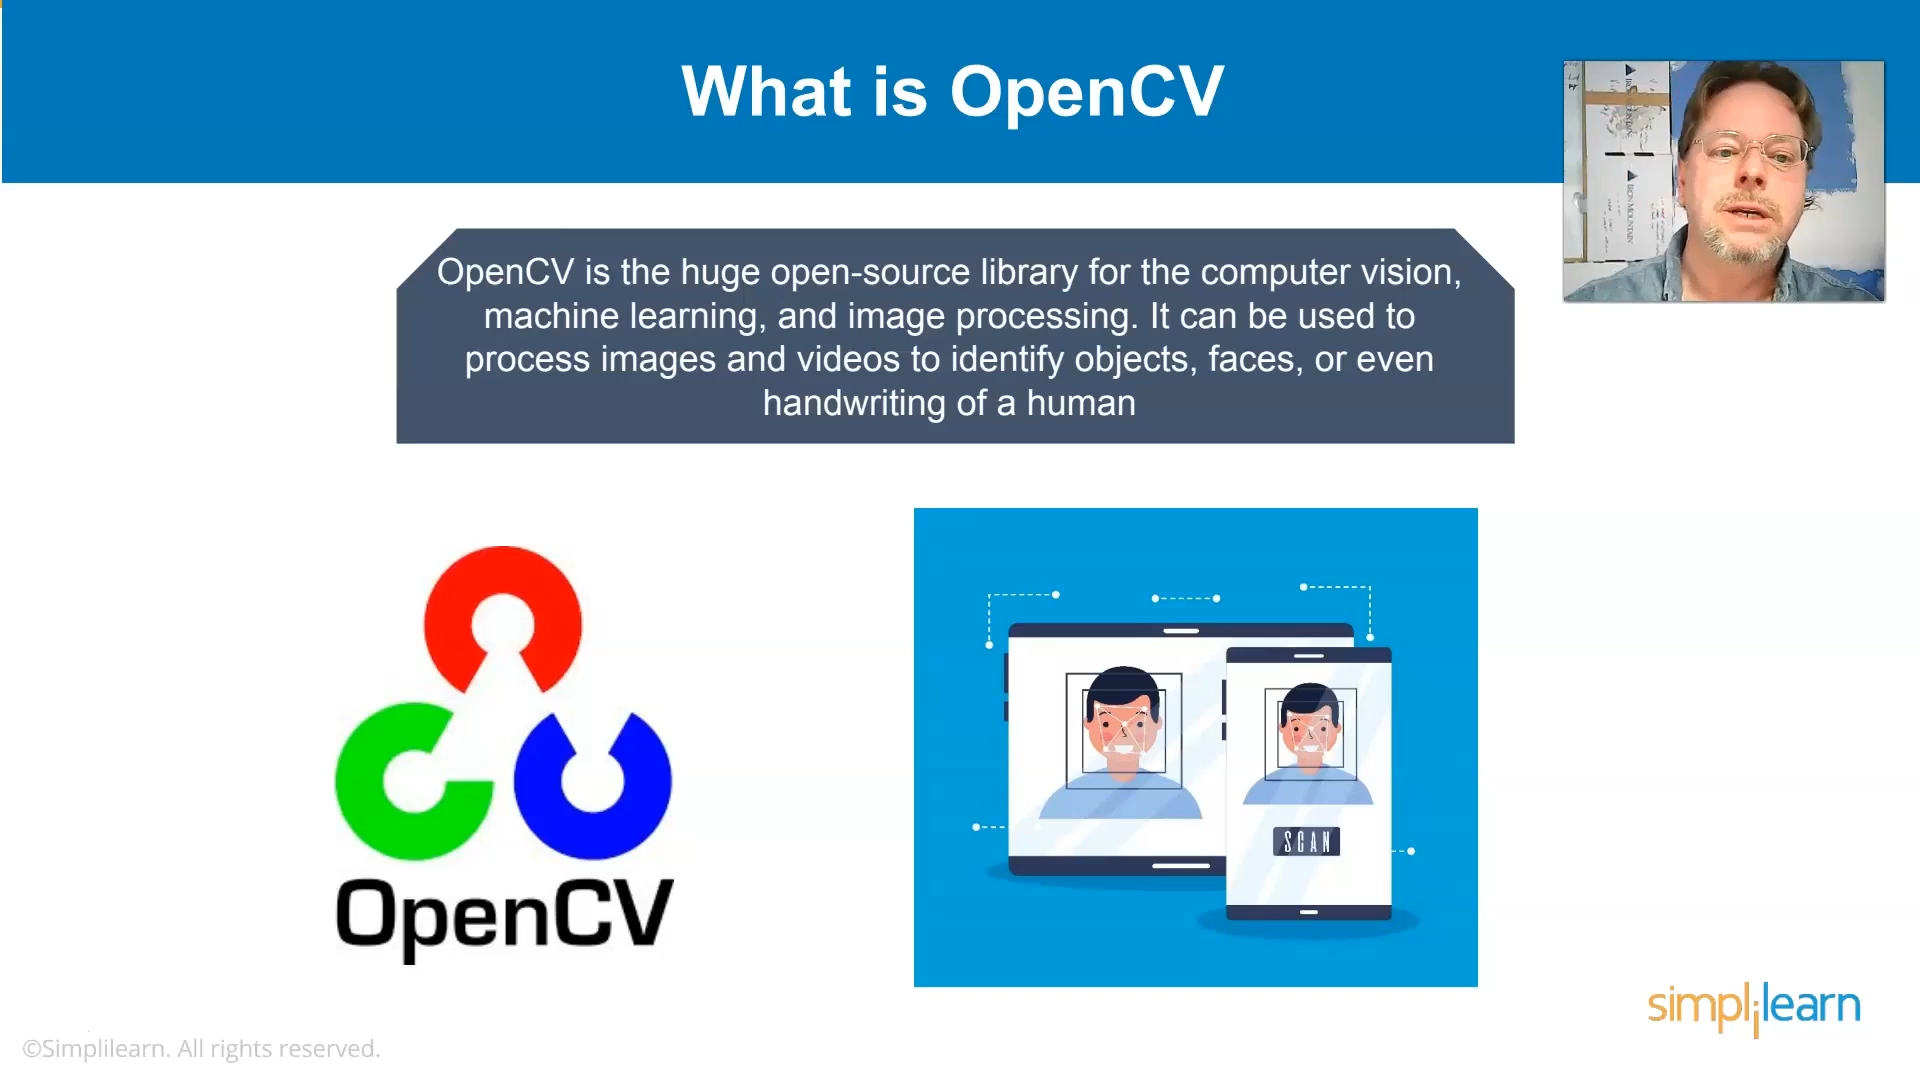 What is OpenCV
IRON MOUNTAIN
OpenCV is the huge open-source library for the computer vision,
machine learning, and image processing. It can be used to
process images and videos to identify objects, faces, or even
handwriting of a human
SCAN
OpenCV
simplilearn
©Simplilearn. All rights reserved.